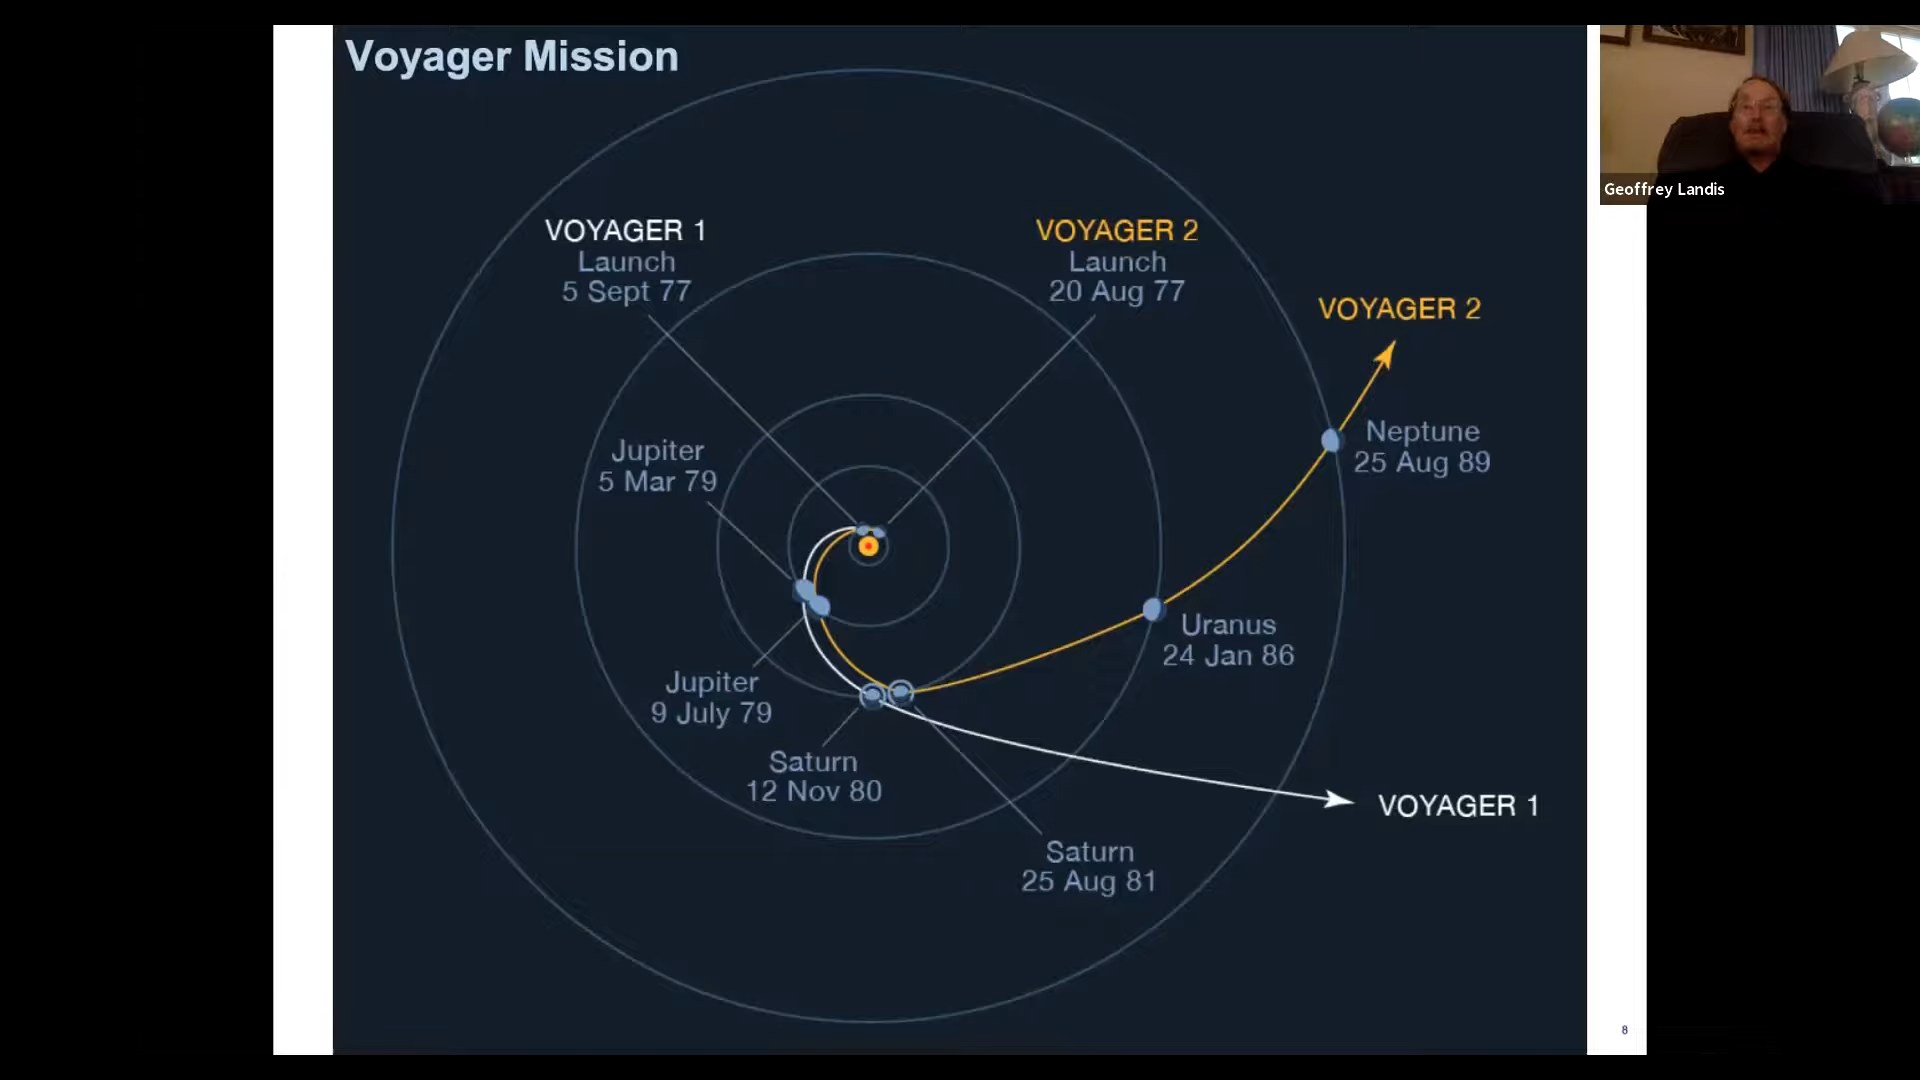 Voyager Mission
Geoffrey Landis
VOYAGER 1
Launch
5 Sept 77
VOYAGER 2
Launch
20 Aug 77
VOYAGER 2
Jupiter
5 Mar 79
Neptune
25 Aug 89
Uranus
24 Jan 86
Jupiter
9 July 79
Saturn
12 Nov 80
VOYAGER 1
Saturn
25 Aug 81
8